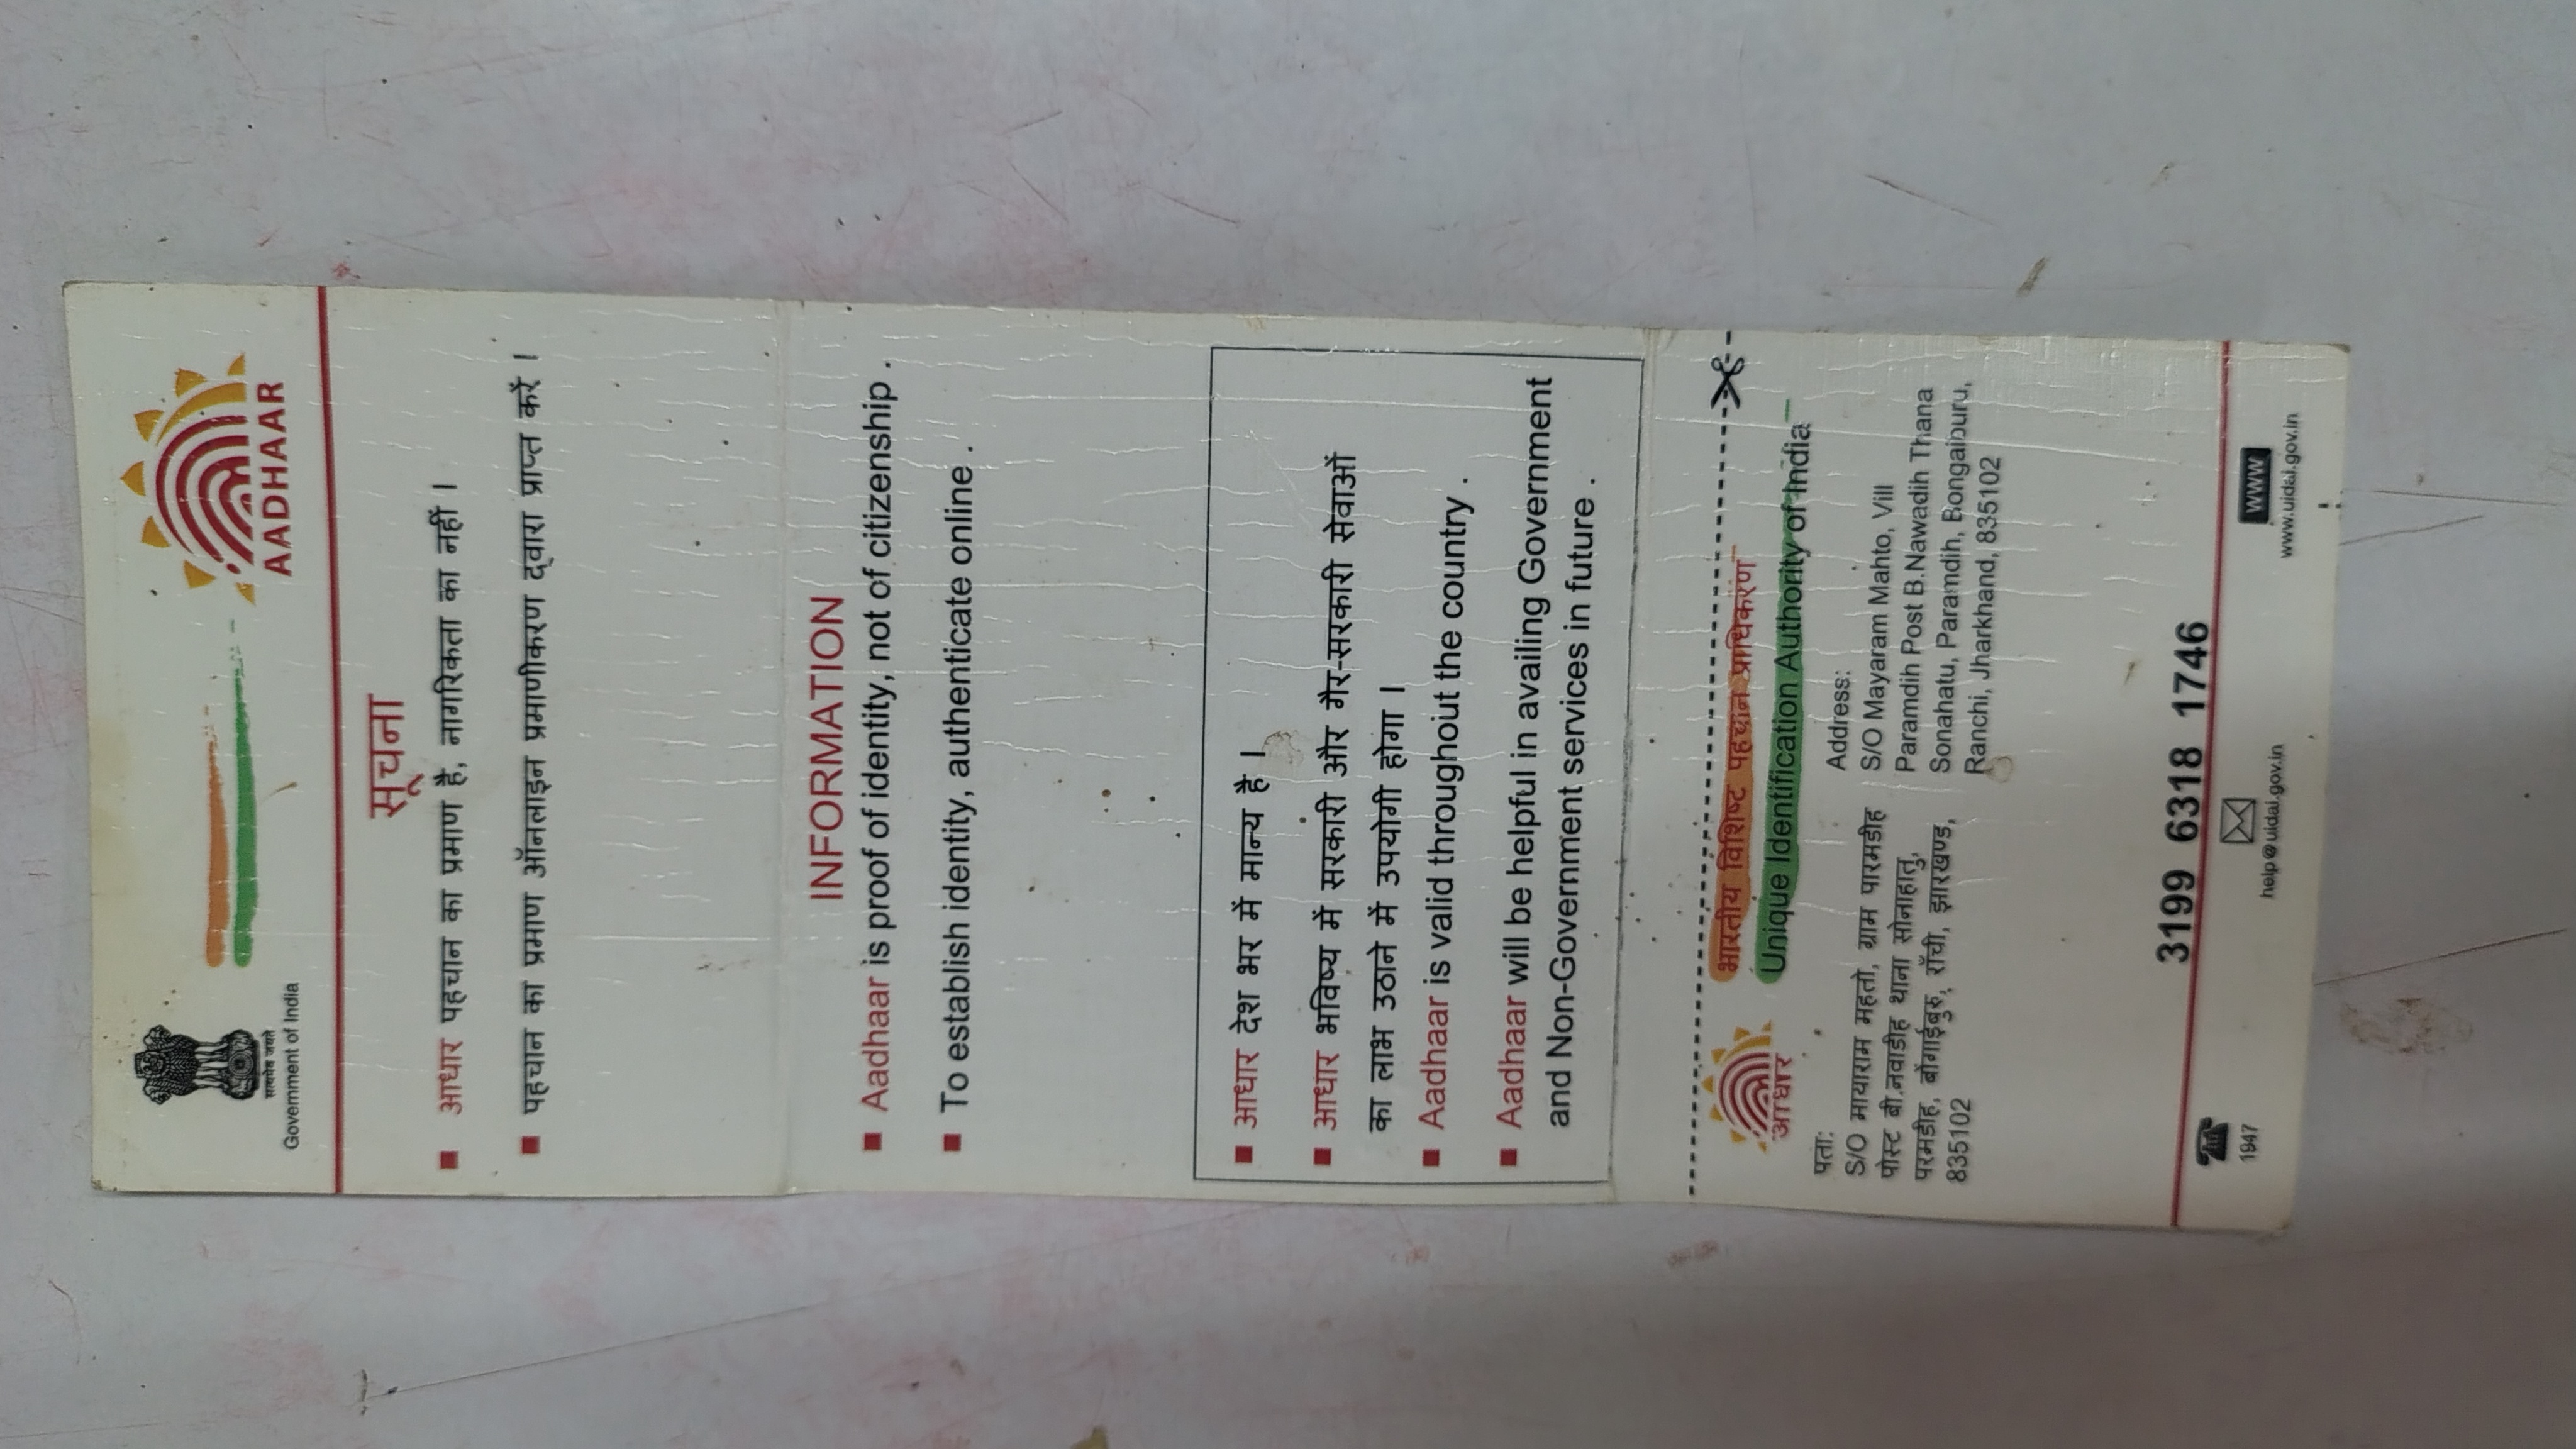 सत्यमेव जयते
Government of India
AADHAAR
सूचना
■ आधार पहचान का प्रमाण है, नागरिकता का नहीं ।
■ पहचान का प्रमाण ऑनलाइन प्रमाणीकरण द्वारा प्राप्त करें ।
INFORMATION
■ Aadhaar is proof of identity, not of citizenship .
■ To establish identity, authenticate online .
■ आधार देश भर में मान्य है ।
■ आधार भविष्य में सरकारी और गैर-सरकारी सेवाओं
का लाभ उठाने में उपयोगी होगा ।
■ Aadhaar is valid throughout the country .
■ Aadhaar will be helpful in availing Government
and Non-Government services in future .
आधार
भारतीय विशिष्ट पहचान प्राधिकरण
Unique Identification Authority of India
पता:
S/O मायाराम महतो, ग्राम पारमडीह
पोस्ट बी.नवाडीह थाना सोनाहातु,
परमडीह, बोंगाईबुरु, राँची, झारखण्ड,
835102
Address:
S/O Mayaram Mahto, Vill
Paramdih Post B.Nawadih Thana
Sonahatu, Paramdih, Bongaiburu,
Ranchi, Jharkhand, 835102
3199 6318 1746
1947
help@uidai.gov.in
www
www.uidai.gov.in